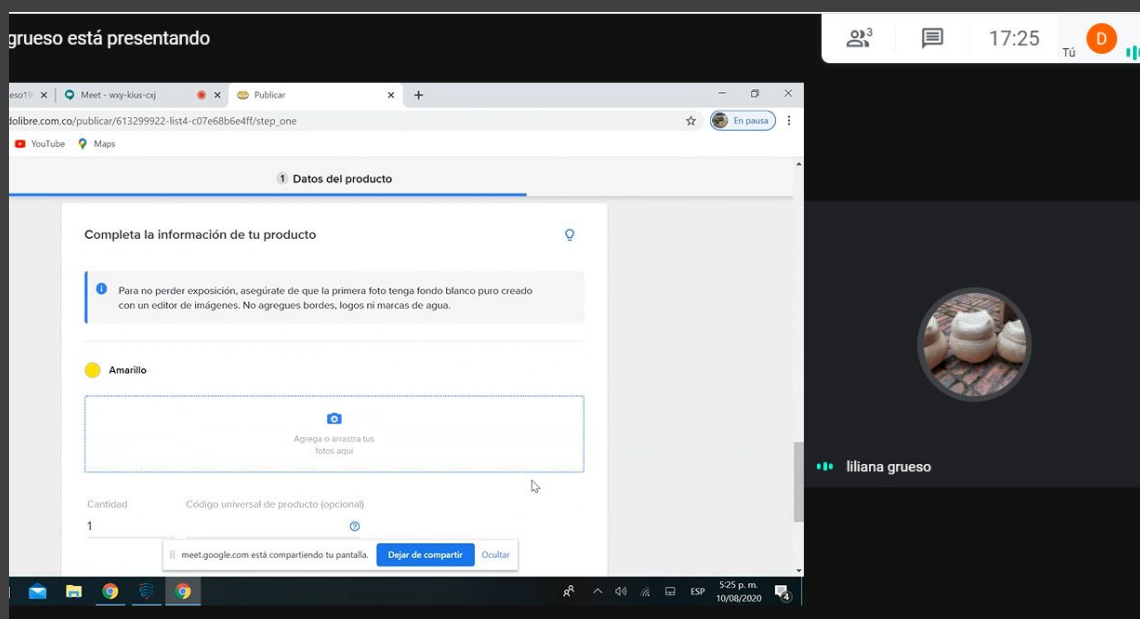 grueso está presentando
3
17:25
Tú
D
Meet - wxy-kius-cxj
Publicar
dolibre.com.co/publicar/613299922-list4-c07e68b6e4ff/step_one
En pausa
YouTube
Maps
1 Datos del producto
Completa la información de tu producto
Para no perder exposición, asegúrate de que la primera foto tenga fondo blanco puro creado
con un editor de imágenes. No agregues bordes, logos ni marcas de agua.
Amarillo
Agrega o arrastra tus
fotos aquí
liliana grueso
Cantidad Código universal de producto (opcional)
1
meet.google.com está compartiendo tu pantalla. Dejar de compartir Ocultar
ESP
5:25 p. m.
10/08/2020
4